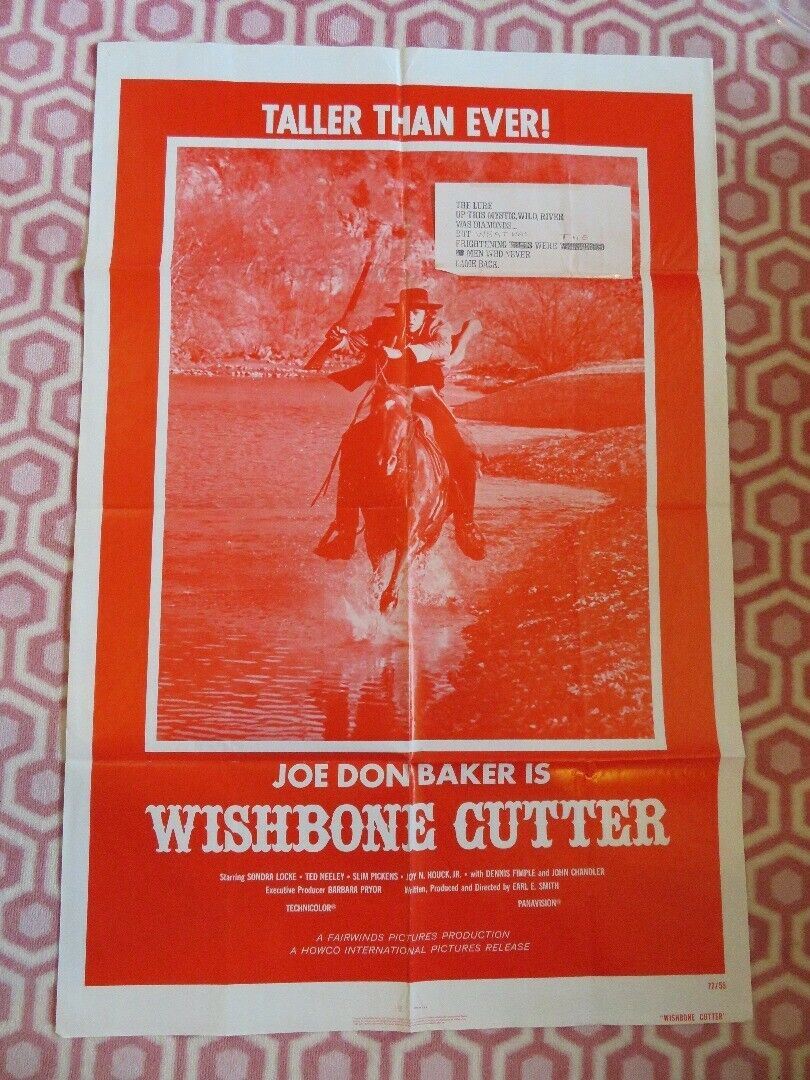 TALLER THAN EVER!
THE LURE
UP THIS MYSTIC, WILD, RIVER
WAS DIAMONDS...
BUT
FRIGHTENING WERE
MEN WHO NEVER
CAME BACK.
JOE DON BAKER IS
WISHBONE CUTTER
Starring SONDRA LOCKE • TED NEELEY • SLIM PICKENS • JOY N. HOUCK, JR. • with DENNIS FIMPLE and JOHN CHANDLER
Executive Producer BARBARA PRYOR Written, Produced and Directed by EARL E. SMITH
TECHNICOLOR® PANAVISION®
A FAIRWINDS PICTURES PRODUCTION
A HOWCO INTERNATIONAL PICTURES RELEASE
77/55
"WISHBONE CUTTER"